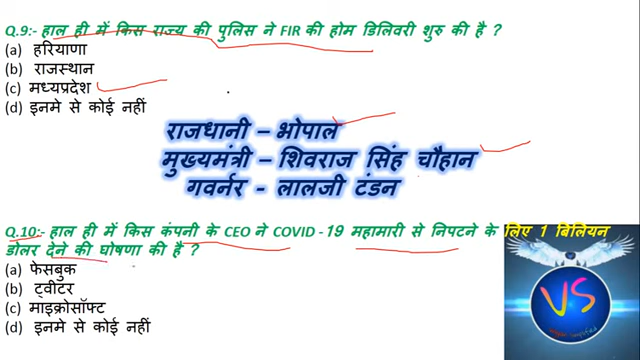 Q.9:- हाल ही में किस राज्य की पुलिस ने FIR की होम डिलिवरी शुरु की है ?
(a) हरियाणा
(b) राजस्थान
(c) मध्यप्रदेश
(d) इनमे से कोई नहीं
राजधानी – भोपाल
मुख्यमंत्री – शिवराज सिंह चौहान
गवर्नर - लालजी टंडन
Q.10:- हाल ही में किस कंपनी के CEO ने COVID -19 महामारी से निपटने के लिए 1 बिलियन
डोलर देने की घोषणा की है ?
(a) फेसबुक
(b) ट्वीटर
(c) माइक्रोसॉफ्ट
(d) इनमे से कोई नहीं
VS